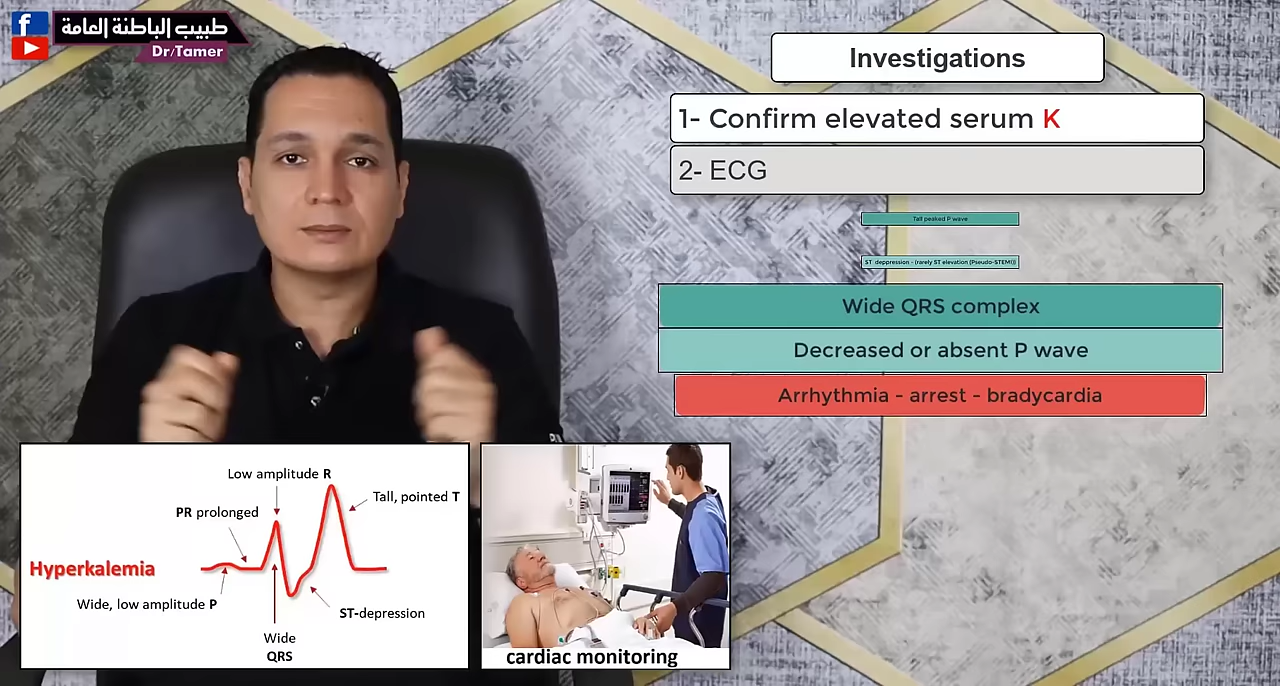 f
طبيب الباطنة العامة
Dr/Tamer
Investigations
1- Confirm elevated serum K
2- ECG
Tall peaked P wave
ST deppression - (rarely ST elevation (Pseudo-STEMI))
Wide QRS complex
Decreased or absent P wave
Arrhythmia - arrest - bradycardia
Low amplitude R
Tall, pointed T
PR prolonged
Hyperkalemia
Wide, low amplitude P
ST-depression
Wide
QRS
cardiac monitoring